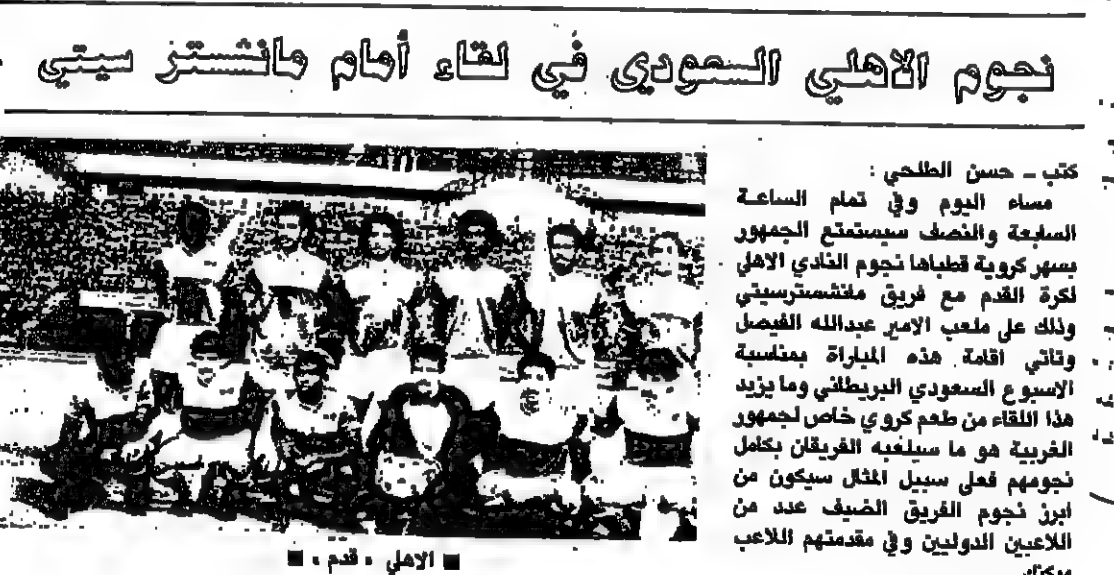 نجوم الاهلي السعودي في لقاء أمام مانشستر سيتي
كتب ـ حسن الطلحي :
مساء اليوم وفي تمام الساعة
السابعة والنصف سيستمتع الجمهور
بسهر كروية قطباها نجوم النادي الاهلي
لكرة القدم مع فريق مانشسترسيتي
وذلك على ملعب الامير عبدالله الفيصل
وتاتي اقامة هذه المباراة بمناسبة
الاسبوع السعودي البريطاني وما يزيد
هذا اللقاء من طعم كروي خاص لجمهور
الغربية هو ما سيلعبه الفريقان بكامل
نجومهم فعلى سبيل المثال سيكون من
ابرز نجوم الفريق الضيف عدد من
اللاعبين الدوليين وفي مقدمتهم اللاعب
■ الاهلي « قدم » ■